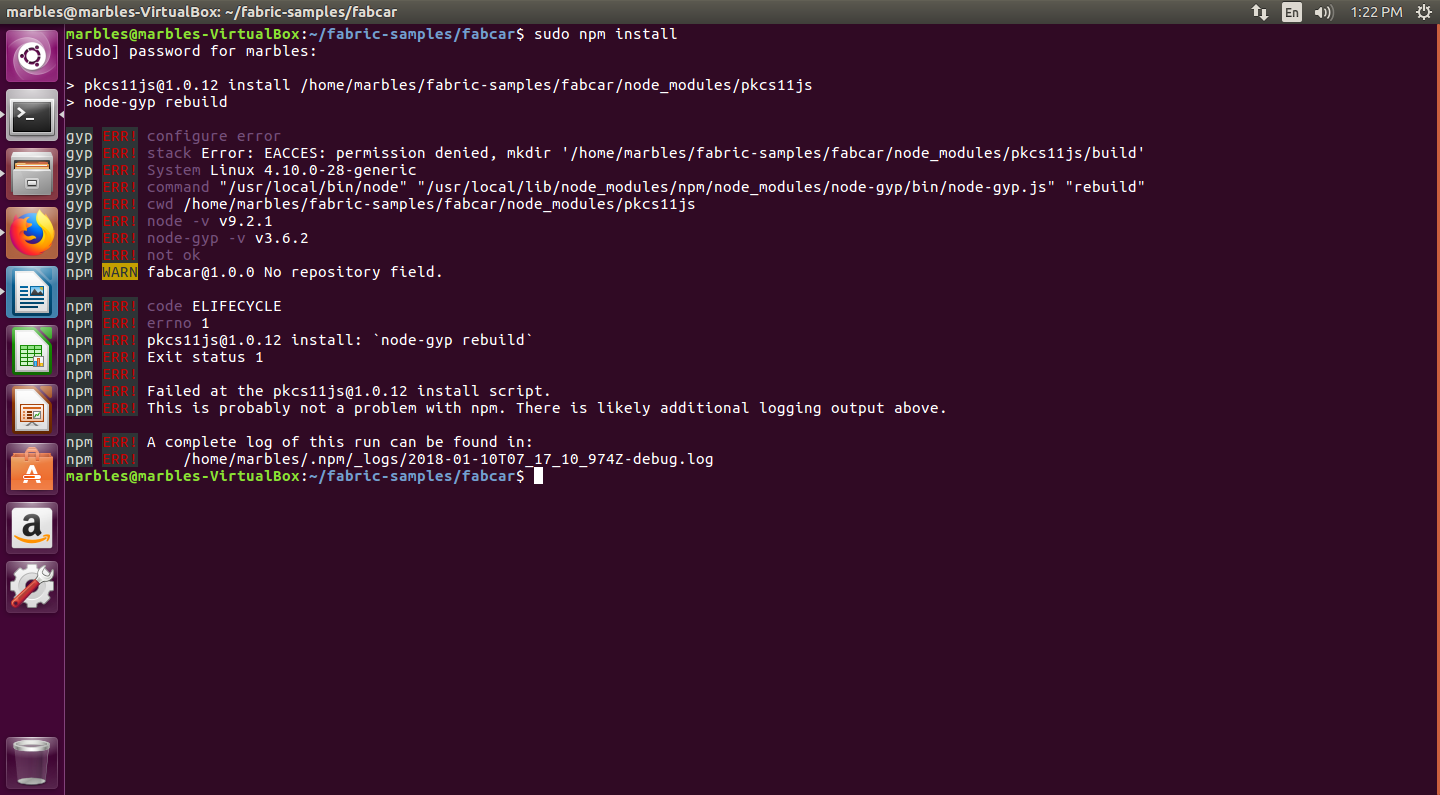 marbles@marbles-VirtualBox: ~/fabric-samples/fabcar
En
1:22 PM
marbles@marbles-VirtualBox:~/fabric-samples/fabcar$ sudo npm install
[sudo] password for marbles:
> pkcs11js@1.0.12 install /home/marbles/fabric-samples/fabcar/node_modules/pkcs11js
> node-gyp rebuild
gyp ERR! configure error
gyp ERR! stack Error: EACCES: permission denied, mkdir '/home/marbles/fabric-samples/fabcar/node_modules/pkcs11js/build'
gyp ERR! System Linux 4.10.0-28-generic
gyp ERR! command "/usr/local/bin/node" "/usr/local/lib/node_modules/npm/node_modules/node-gyp/bin/node-gyp.js" "rebuild"
gyp ERR! cwd /home/marbles/fabric-samples/fabcar/node_modules/pkcs11js
gyp ERR! node -v v9.2.1
gyp ERR! node-gyp -v v3.6.2
gyp ERR! not ok
npm WARN fabcar@1.0.0 No repository field.
npm ERR! code ELIFECYCLE
npm ERR! errno 1
npm ERR! pkcs11js@1.0.12 install: `node-gyp rebuild`
npm ERR! Exit status 1
npm ERR!
npm ERR! Failed at the pkcs11js@1.0.12 install script.
npm ERR! This is probably not a problem with npm. There is likely additional logging output above.
npm ERR! A complete log of this run can be found in:
npm ERR!     /home/marbles/.npm/_logs/2018-01-10T07_17_10_974Z-debug.log
marbles@marbles-VirtualBox:~/fabric-samples/fabcar$